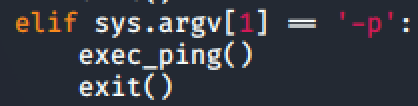 elif sys.argv[1] == '-p':
    exec_ping()
    exit()